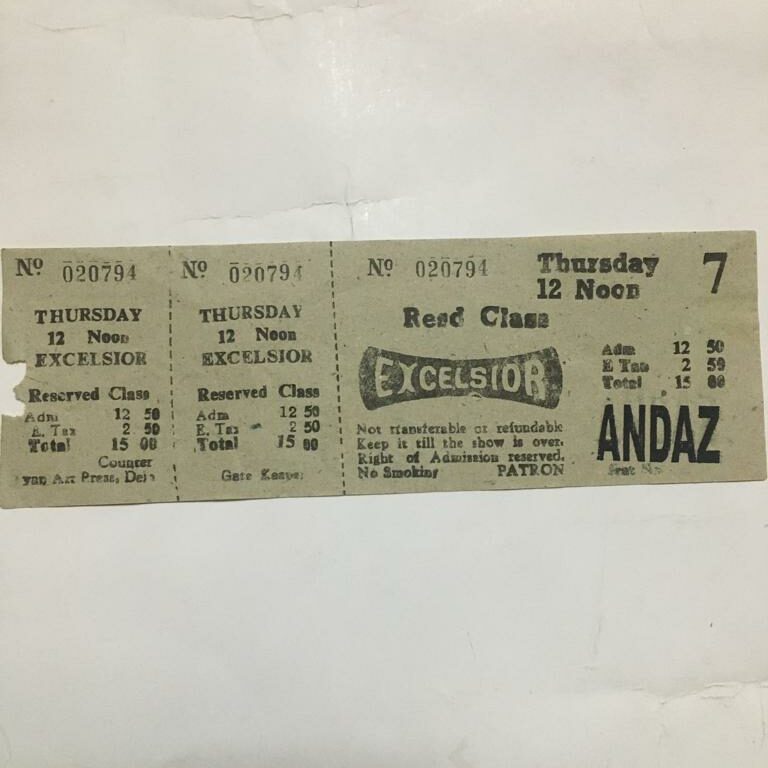 Nº 020794
THURSDAY
12 Noon
EXCELSIOR
Reserved Class
Adm 12 50
E. Tax 2 50
Total 15 00
Counter
Art Press,
Nº 020794
THURSDAY
12 Noon
EXCELSIOR
Reserved Class
Adm 12 50
E. Tax 2 50
Total 15 00
Gate Keeper
Nº 020794
Thursday
12 Noon
7
Resd Class
EXCELSIOR
Adm 12 50
E Tax 2 50
Total 15 00
Not transferable or refundable
Keep it till the show is over.
Right of Admission reserved.
No Smoking PATRON
ANDAZ